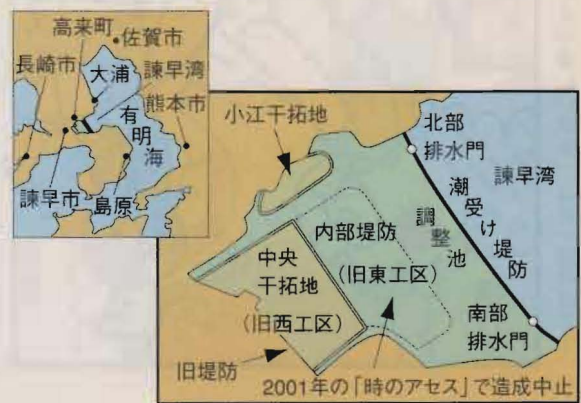 高来町
佐賀市
長崎市
大浦
諫早湾
有明海
熊本市
諫早市
島原
小江干拓地
北部
排水門
諫早湾
潮受け堤防
調整池
内部堤防
(旧東工区)
中央
干拓地
(旧西工区)
南部
排水門
旧堤防
2001年の「時のアセス」で造成中止